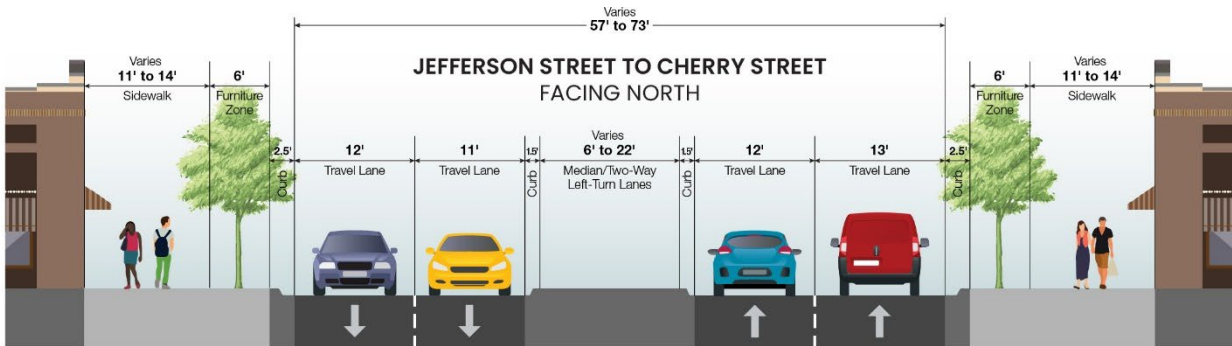 Varies
57' to 73'
JEFFERSON STREET TO CHERRY STREET
FACING NORTH
Varies
11' to 14'
Sidewalk
6'
Furniture
Zone
2.5'
Curb
12'
Travel Lane
11'
Travel Lane
1.5'
Curb
Varies
6' to 22'
Median/Two-Way
Left-Turn Lanes
1.5'
Curb
12'
Travel Lane
13'
Travel Lane
2.5'
Curb
6'
Furniture
Zone
Varies
11' to 14'
Sidewalk